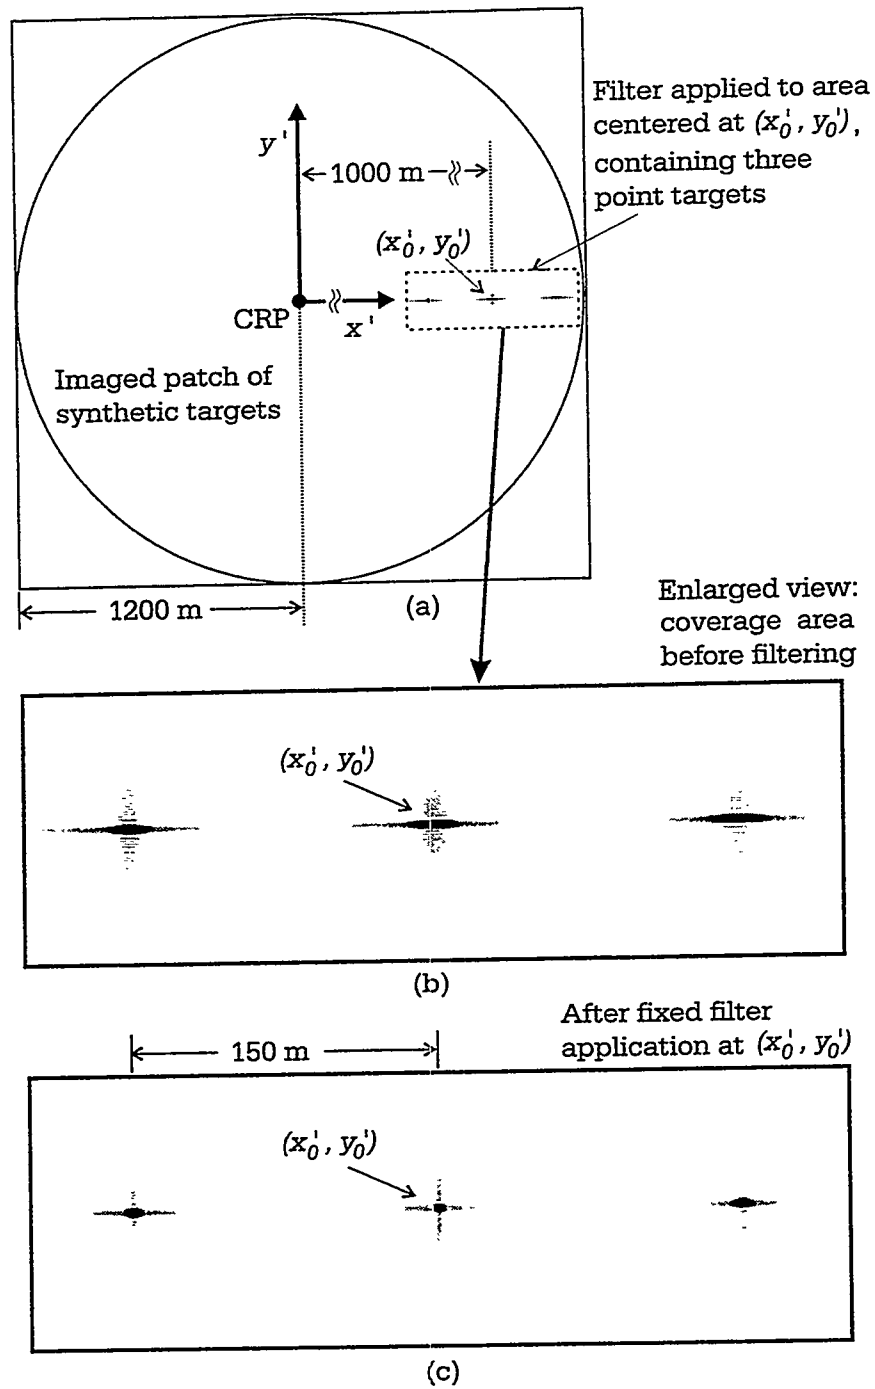 Filter applied to area
centered at (x₀', y₀'),
containing three
point targets
y'
1000 m
(x₀', y₀')
CRP
x'
Imaged patch of
synthetic targets
1200 m
(a)
Enlarged view:
coverage area
before filtering
(x₀', y₀')
(b)
After fixed filter
application at (x₀', y₀')
150 m
(x₀', y₀')
(c)